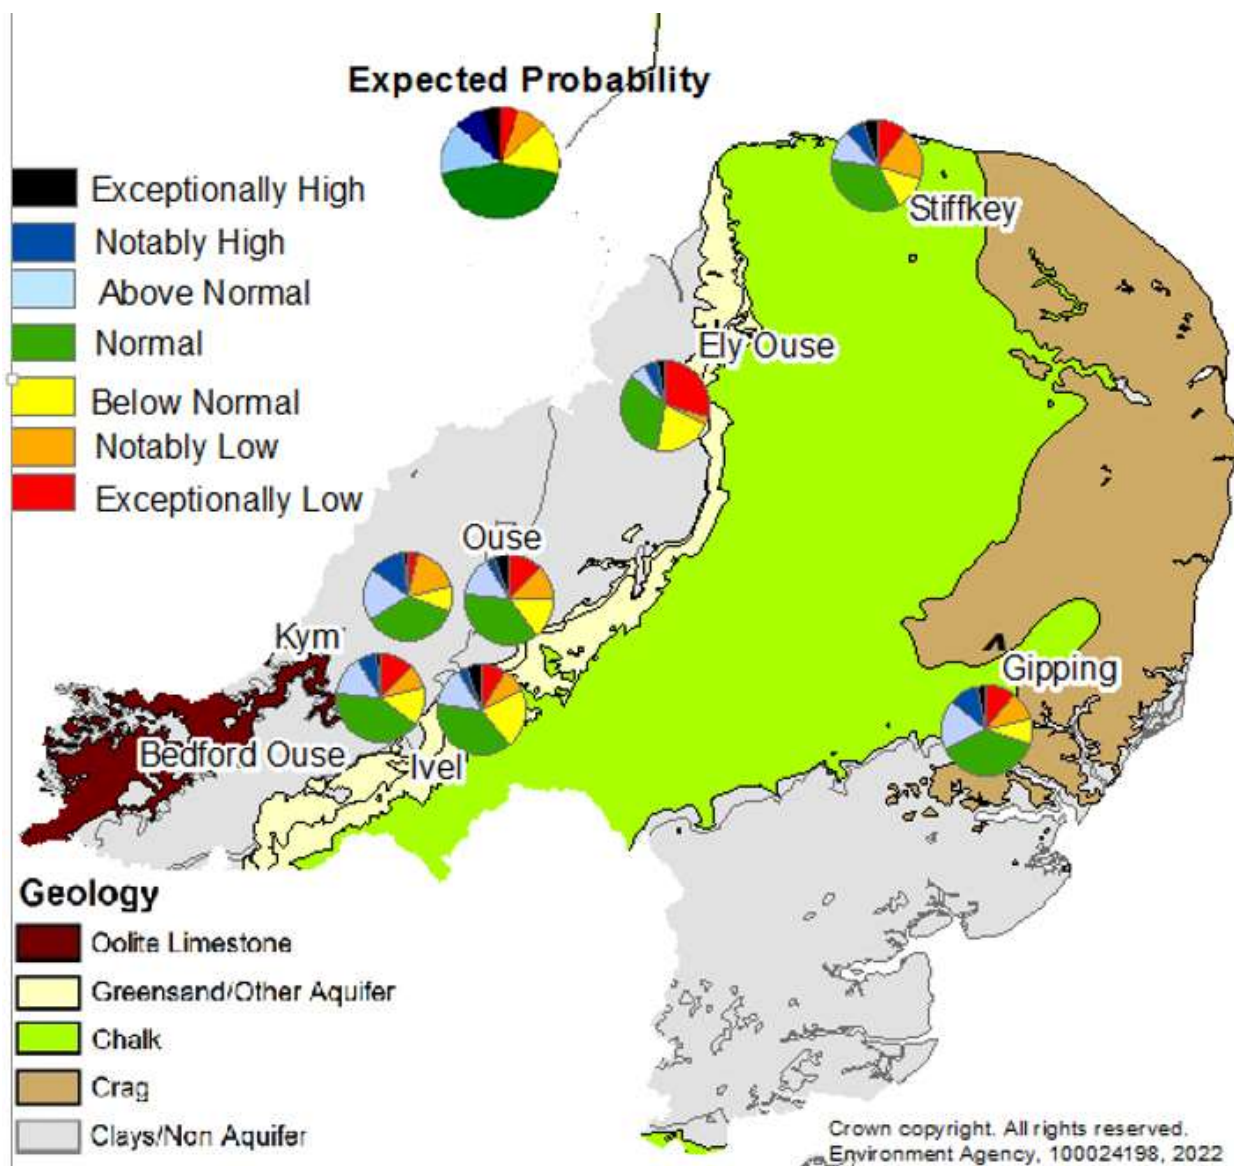 Expected Probability
Exceptionally High
Notably High
Above Normal
Normal
Below Normal
Notably Low
Exceptionally Low
Stiffkey
Ely Ouse
Ouse
Kym
Bedford Ouse
Ivel
Gipping
Geology
Oolite Limestone
Greensand/Other Aquifer
Chalk
Crag
Clays/Non Aquifer
Crown copyright. All rights reserved.
Environment Agency, 100024198, 2022